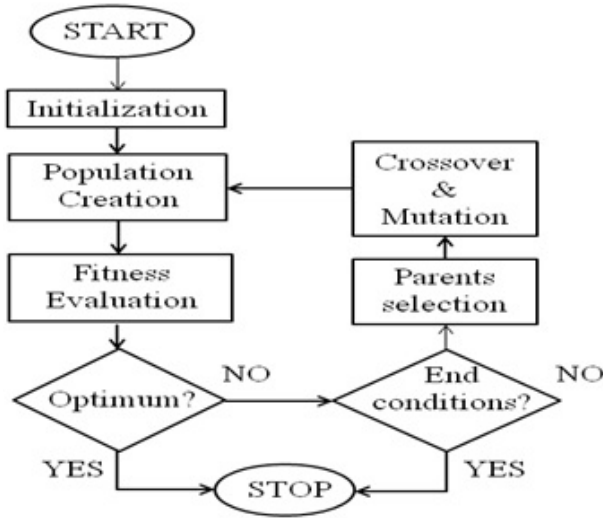 START
Initialization
Population
Creation
Fitness
Evaluation
Optimum?
YES
NO
End
conditions?
NO
YES
Parents
selection
Crossover
&
Mutation
STOP